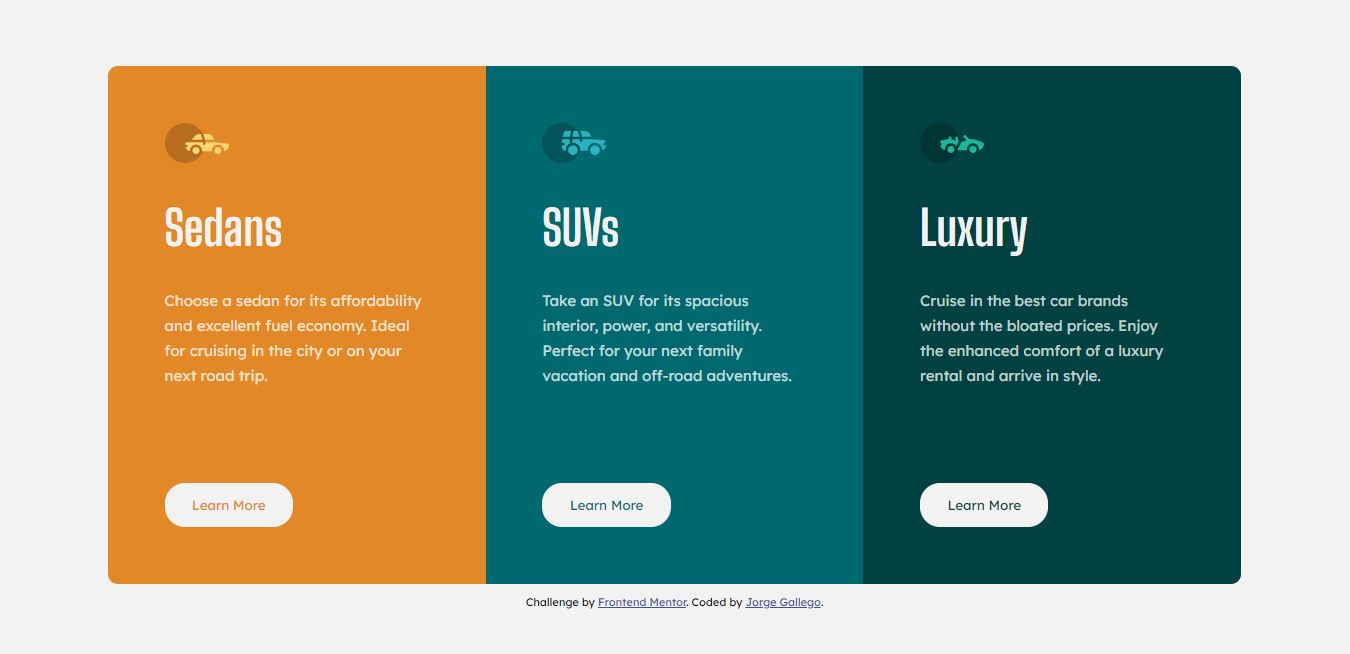 Sedans
Choose a sedan for its affordability
and excellent fuel economy. Ideal
for cruising in the city or on your
next road trip.
Learn More
SUVs
Take an SUV for its spacious
interior, power, and versatility.
Perfect for your next family
vacation and off-road adventures.
Learn More
Luxury
Cruise in the best car brands
without the bloated prices. Enjoy
the enhanced comfort of a luxury
rental and arrive in style.
Learn More
Challenge by Frontend Mentor. Coded by Jorge Gallego.